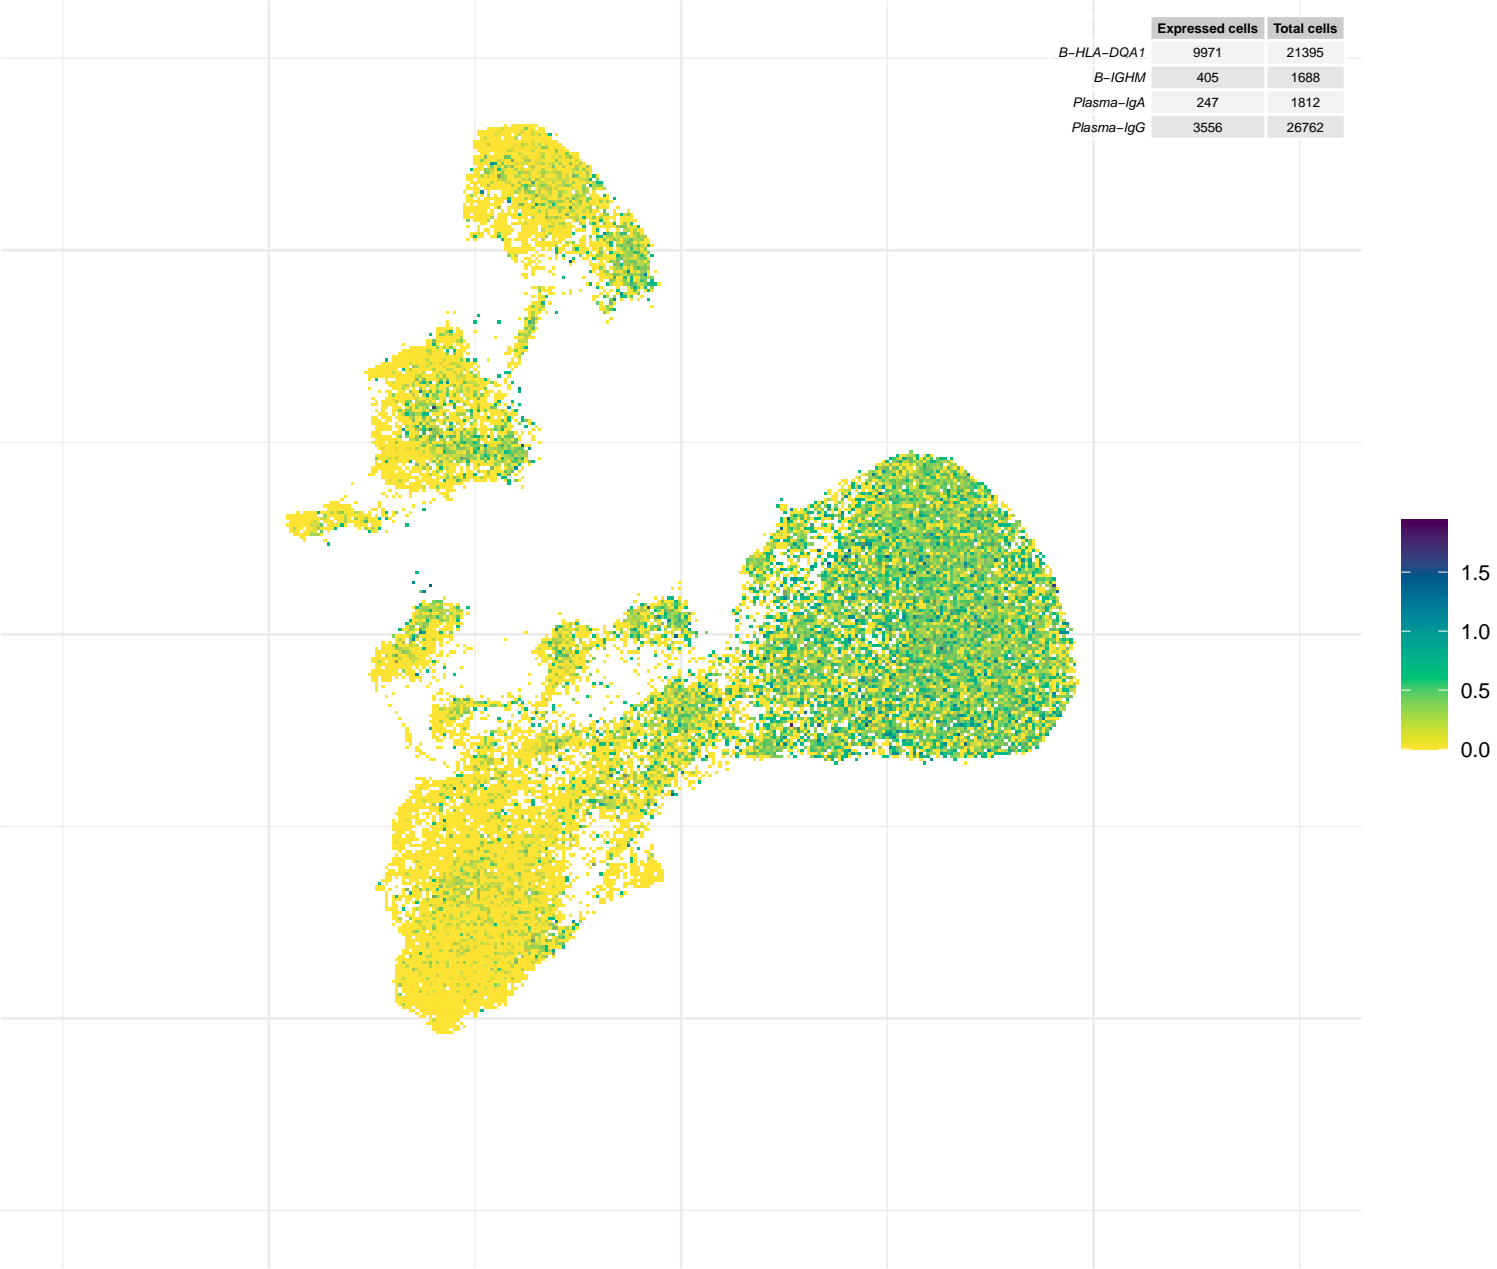 Expressed cells Total cells
B−HLA−DQA1 9971 21395
B−IGHM 405 1688
Plasma−IgA 247 1812
Plasma−IgG 3556 26762
1.5
1.0
0.5
0.0